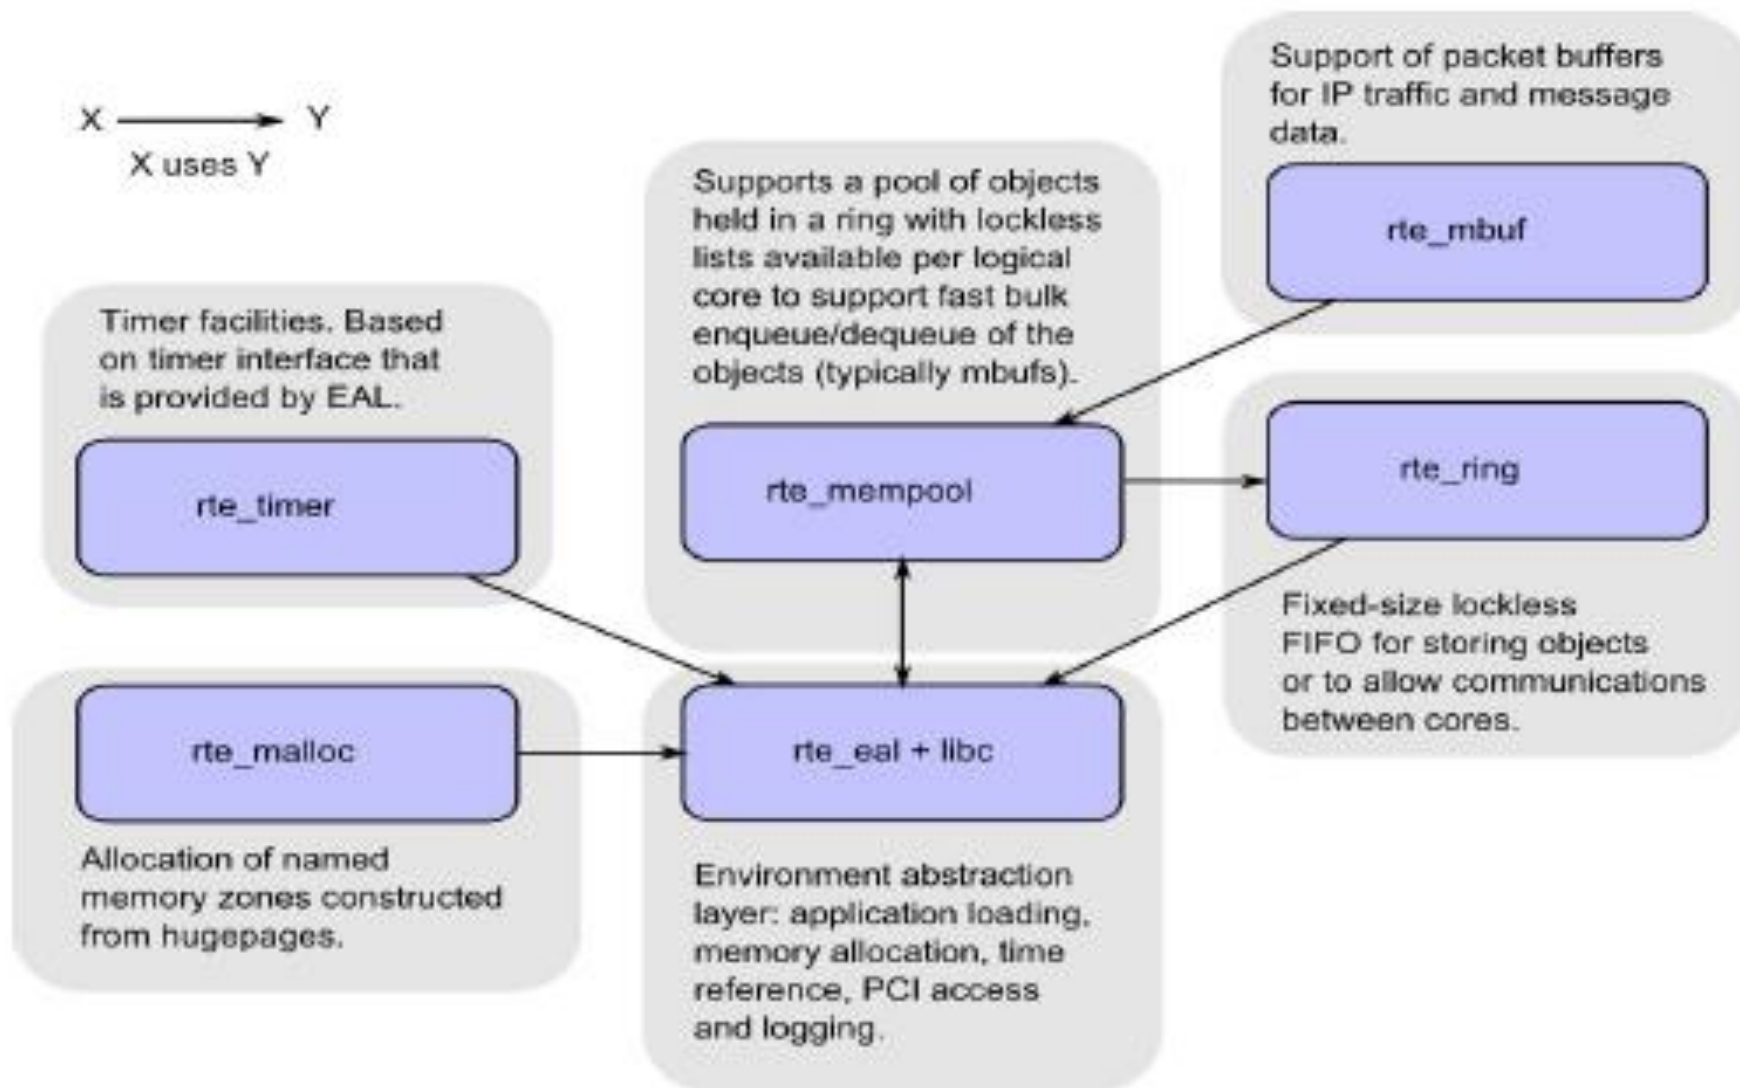 X Y
X uses Y
Support of packet buffers
for IP traffic and message
data.
rte_mbuf
Supports a pool of objects
held in a ring with lockless
lists available per logical
core to support fast bulk
enqueue/dequeue of the
objects (typically mbufs).
rte_mempool
Timer facilities. Based
on timer interface that
is provided by EAL.
rte_timer
rte_ring
Fixed-size lockless
FIFO for storing objects
or to allow communications
between cores.
rte_malloc
Allocation of named
memory zones constructed
from hugepages.
rte_eal + libc
Environment abstraction
layer: application loading,
memory allocation, time
reference, PCI access
and logging.